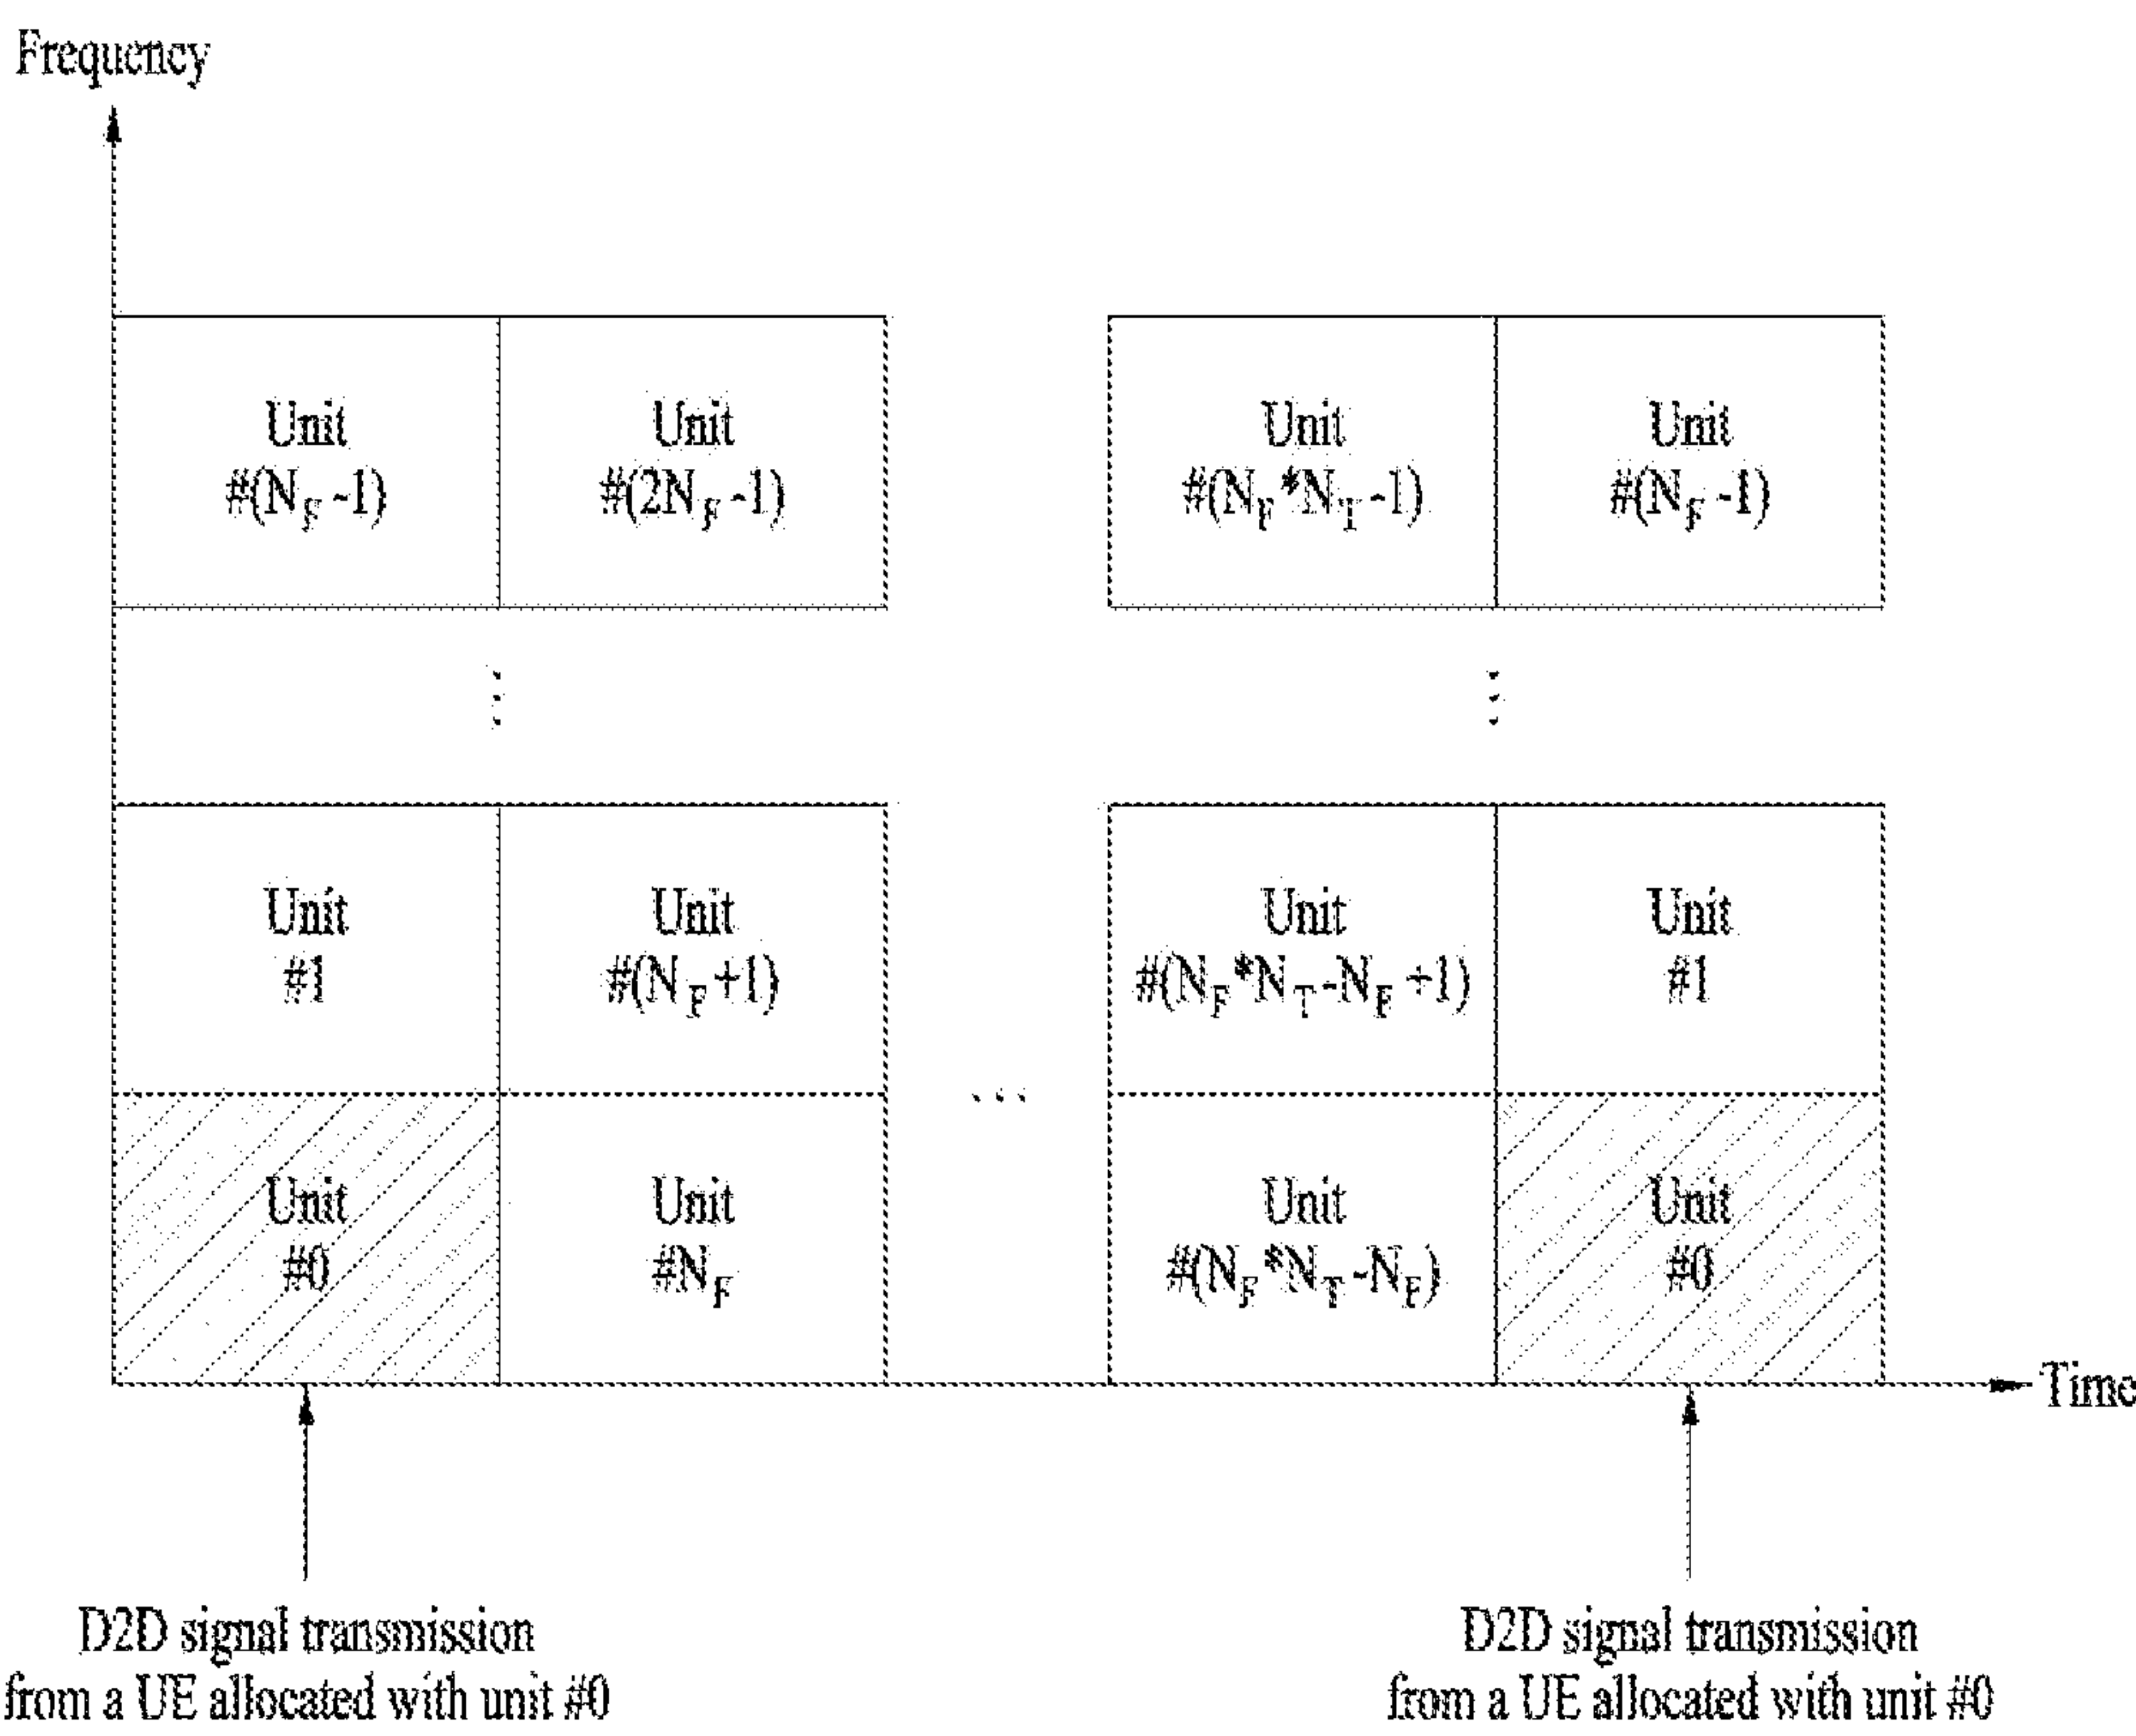 Frequency
Unit
#(N_F-1)
Unit
#(2N_F-1)
Unit
#(N_F*N_T-1)
Unit
#(N_F-1)
Unit
#1
Unit
#(N_F+1)
Unit
#(N_F*N_T-N_F+1)
Unit
#1
...
Unit
#0
Unit
#N_F
Unit
#(N_F*N_T-N_F)
Unit
#0
Time
D2D signal transmission
from a UE allocated with unit #0
D2D signal transmission
from a UE allocated with unit #0